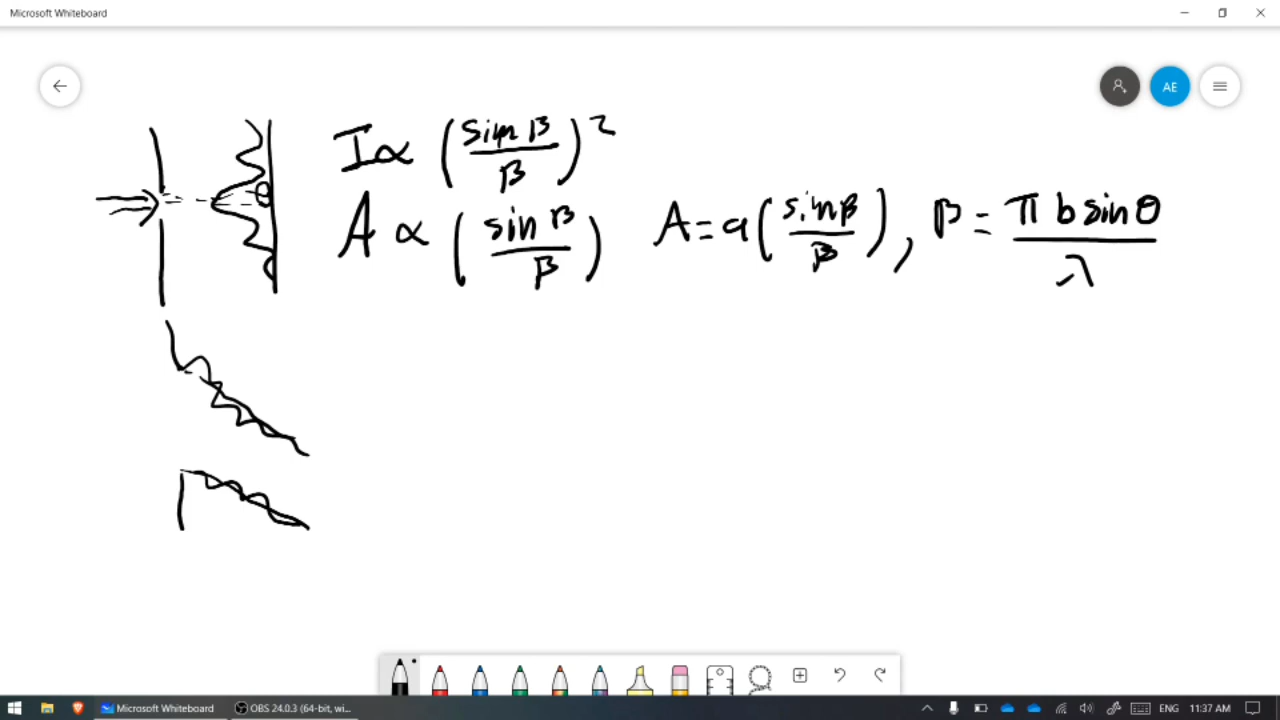 Microsoft Whiteboard
AE
I ∝ (sin β / β)²
A ∝ (sin β / β) A = a (sin β / β), β = π b sin θ / λ
θ
Microsoft Whiteboard OBS 24.0.3 (64-bit, wi... ENG 11:37 AM